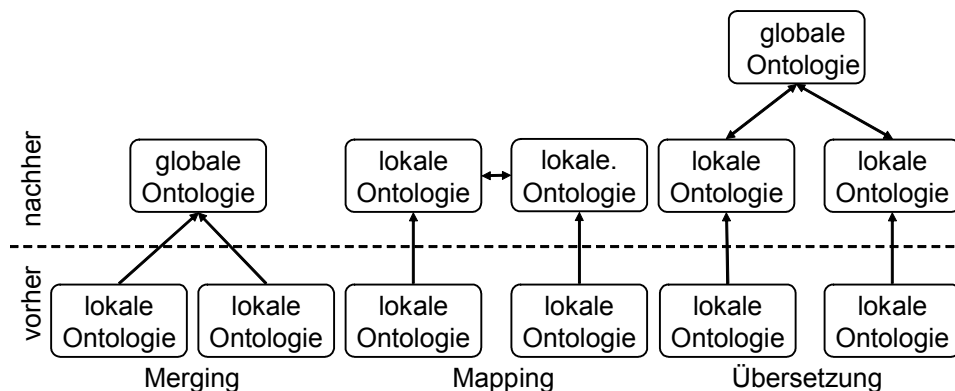 globale
Ontologie
nachher
globale
Ontologie
lokale
Ontologie
lokale.
Ontologie
lokale
Ontologie
lokale
Ontologie
vorher
lokale
Ontologie
lokale
Ontologie
lokale
Ontologie
lokale
Ontologie
lokale
Ontologie
lokale
Ontologie
Merging
Mapping
Übersetzung